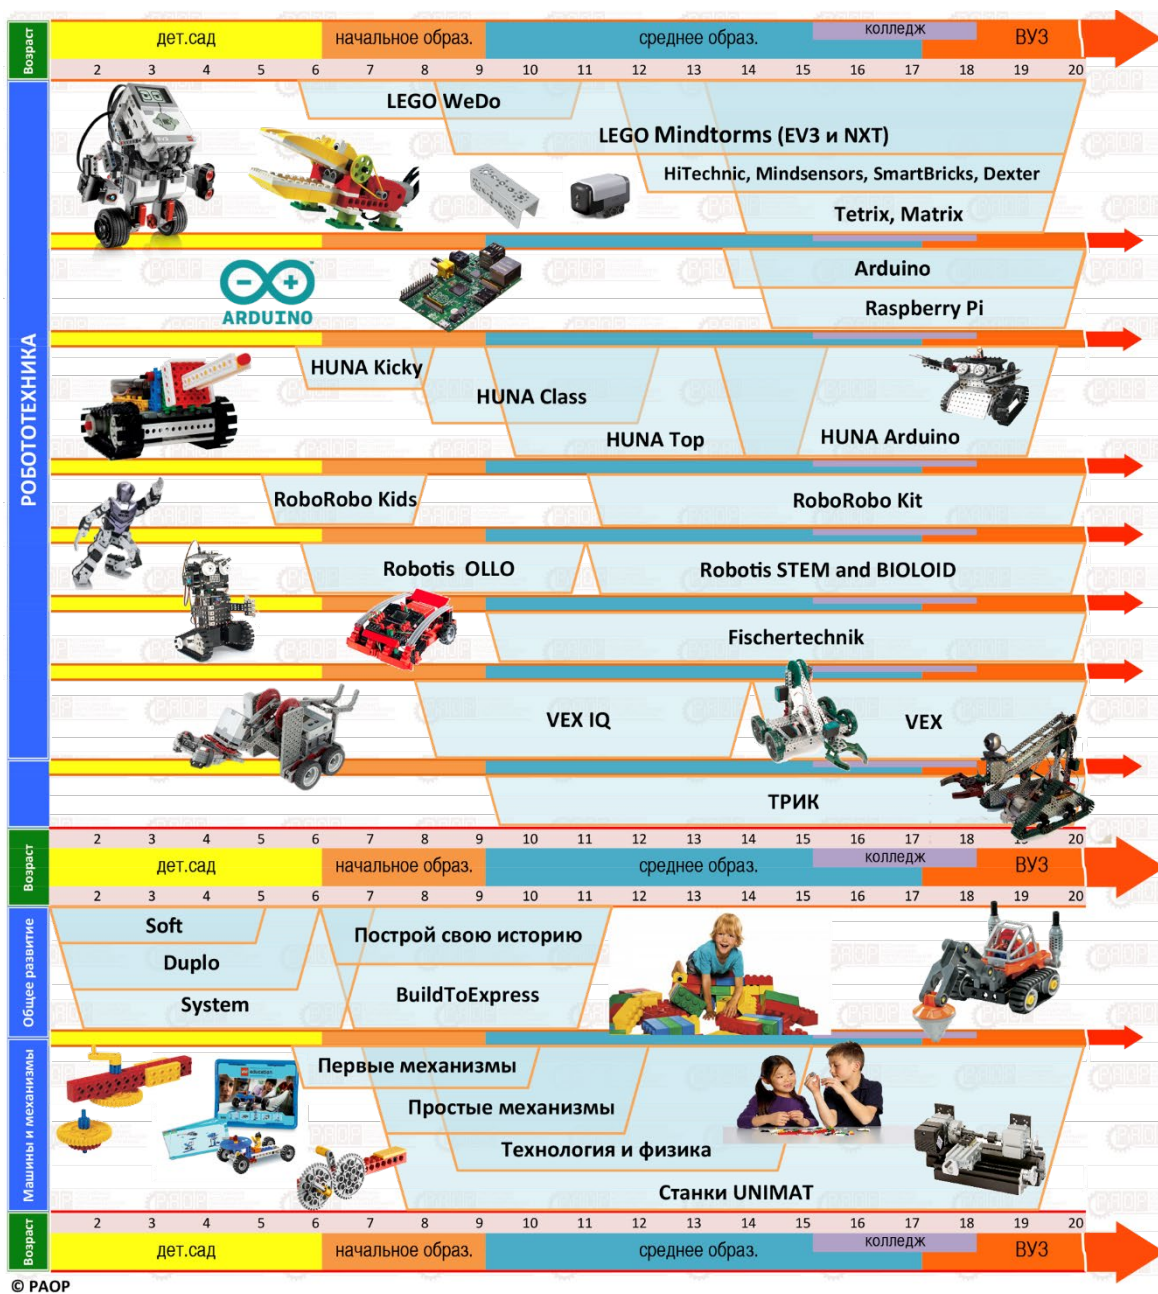 Возраст
дет.сад
начальное образ.
среднее образ.
колледж
ВУЗ
2 3 4 5 6 7 8 9 10 11 12 13 14 15 16 17 18 19 20
РОБОТОТЕХНИКА
LEGO WeDo
LEGO Mindtorms (EV3 и NXT)
HiTechnic, Mindsensors, SmartBricks, Dexter
Tetrix, Matrix
ARDUINO
Arduino
Raspberry Pi
HUNA Kicky
HUNA Class
HUNA Top
HUNA Arduino
RoboRobo Kids
RoboRobo Kit
Robotis OLLO
Robotis STEM and BIOLOID
Fischertechnik
VEX IQ
VEX
ТРИК
2 3 4 5 6 7 8 9 10 11 12 13 14 15 16 17 18 19 20
Возраст
дет.сад
начальное образ.
среднее образ.
колледж
ВУЗ
2 3 4 5 6 7 8 9 10 11 12 13 14 15 16 17 18 19 20
Общее развитие
Soft
Duplo
System
Построй свою историю
BuildToExpress
Машины и механизмы
education
Первые механизмы
Простые механизмы
Технология и физика
Станки UNIMAT
2 3 4 5 6 7 8 9 10 11 12 13 14 15 16 17 18 19 20
Возраст
дет.сад
начальное образ.
среднее образ.
колледж
ВУЗ
© РАОР